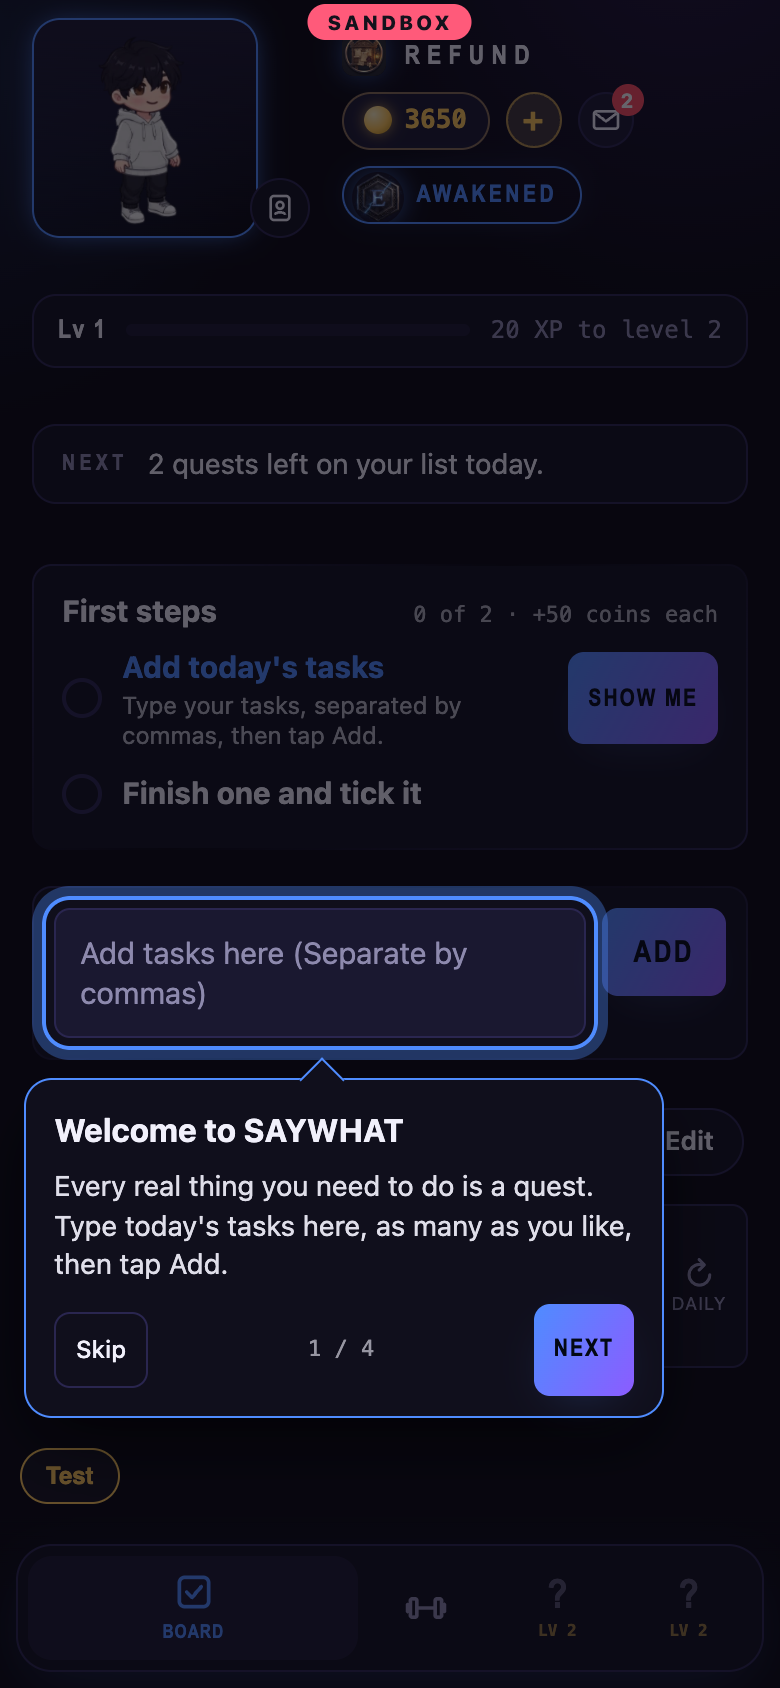 SANDBOX
REFUND
3650
+
2
E
AWAKENED
Lv 1
20 XP to level 2
NEXT
2 quests left on your list today.
First steps
0 of 2 · +50 coins each
Add today's tasks
Type your tasks, separated by
commas, then tap Add.
SHOW ME
Finish one and tick it
Add tasks here (Separate by
commas)
ADD
Welcome to SAYWHAT
Every real thing you need to do is a quest.
Type today's tasks here, as many as you like,
then tap Add.
Skip
1 / 4
NEXT
Edit
DAILY
Test
BOARD
?
LV 2
?
LV 2